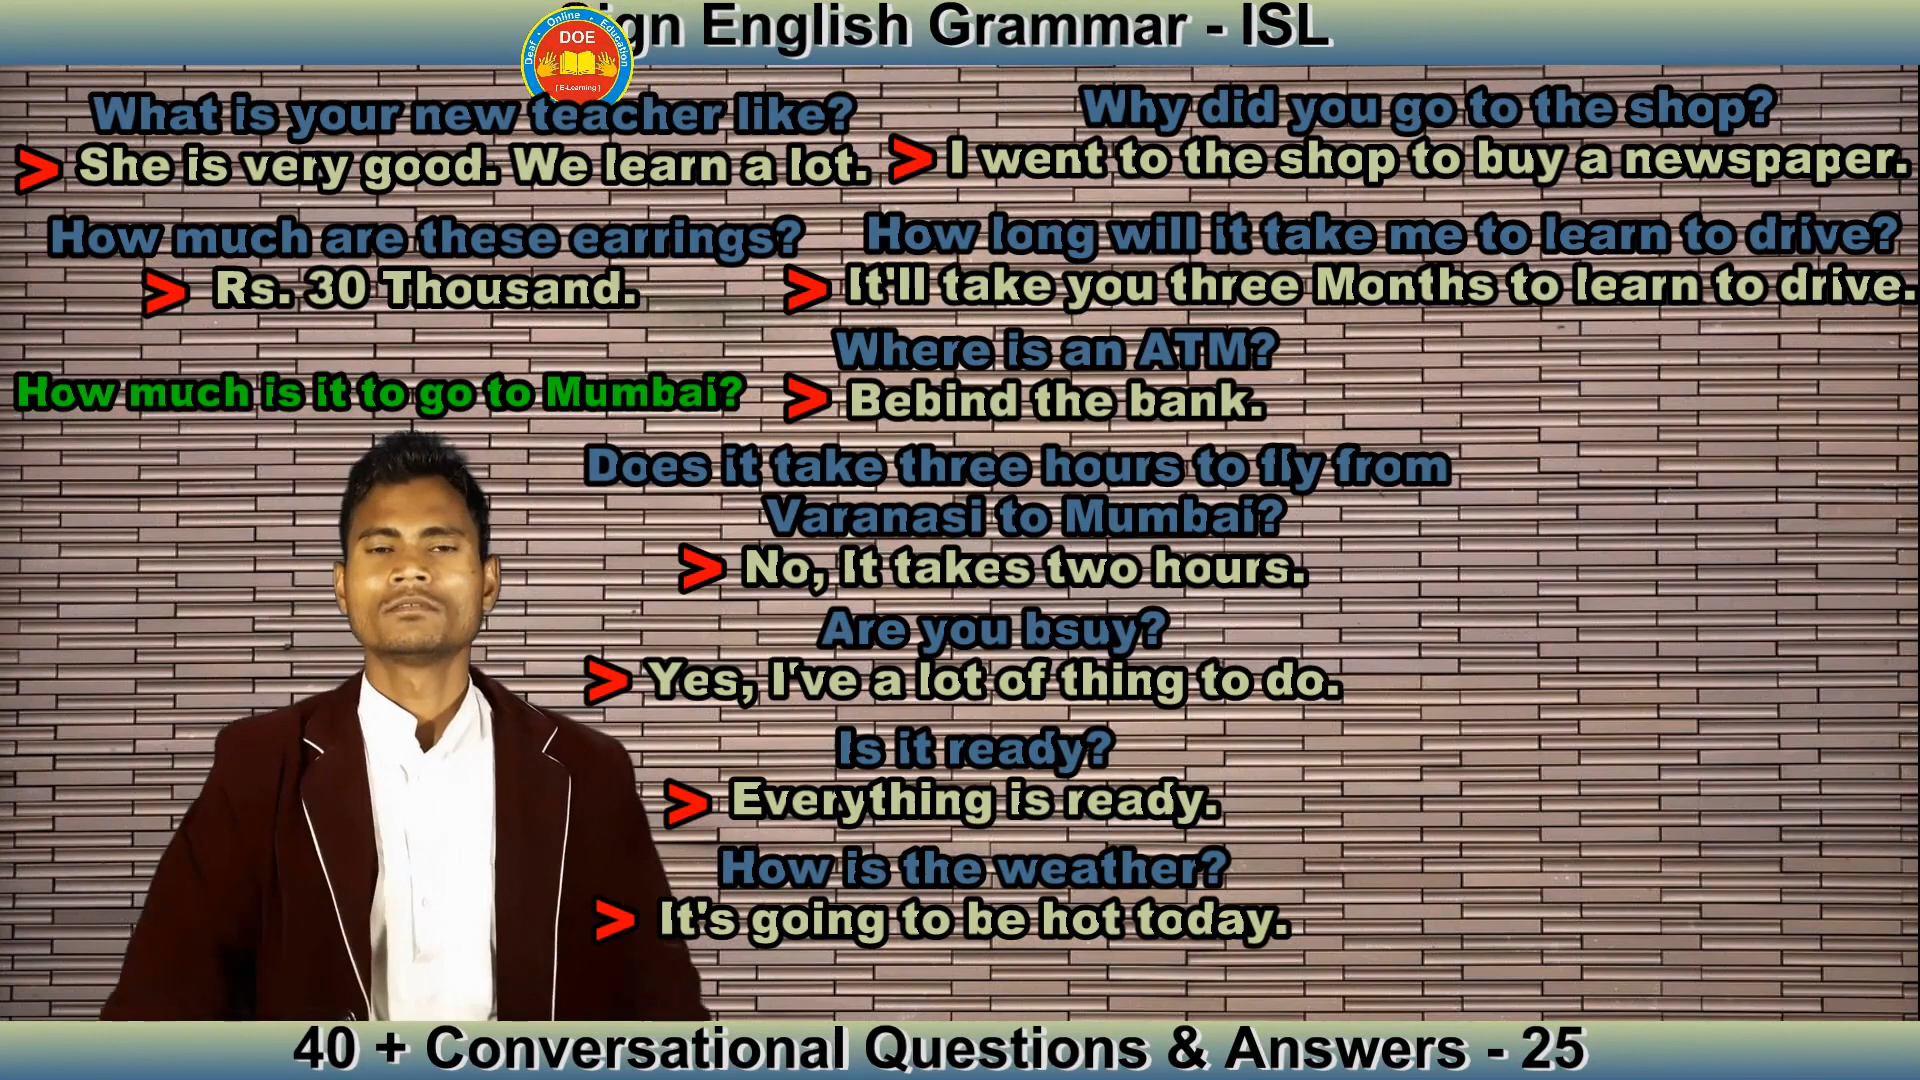 Sign English Grammar - ISL
Deaf • Online • Education
DOE
[ E-Learning ]
What is your new teacher like?
> She is very good. We learn a lot.
How much are these earrings?
> Rs. 30 Thousand.
How much is it to go to Mumbai?
Why did you go to the shop?
> I went to the shop to buy a newspaper.
How long will it take me to learn to drive?
> It'll take you three Months to learn to drive.
Where is an ATM?
> Bebind the bank.
Does it take three hours to fly from
Varanasi to Mumbai?
> No, It takes two hours.
Are you bsuy?
> Yes, I've a lot of thing to do.
Is it ready?
> Everything is ready.
How is the weather?
> It's going to be hot today.
40 + Conversational Questions & Answers - 25